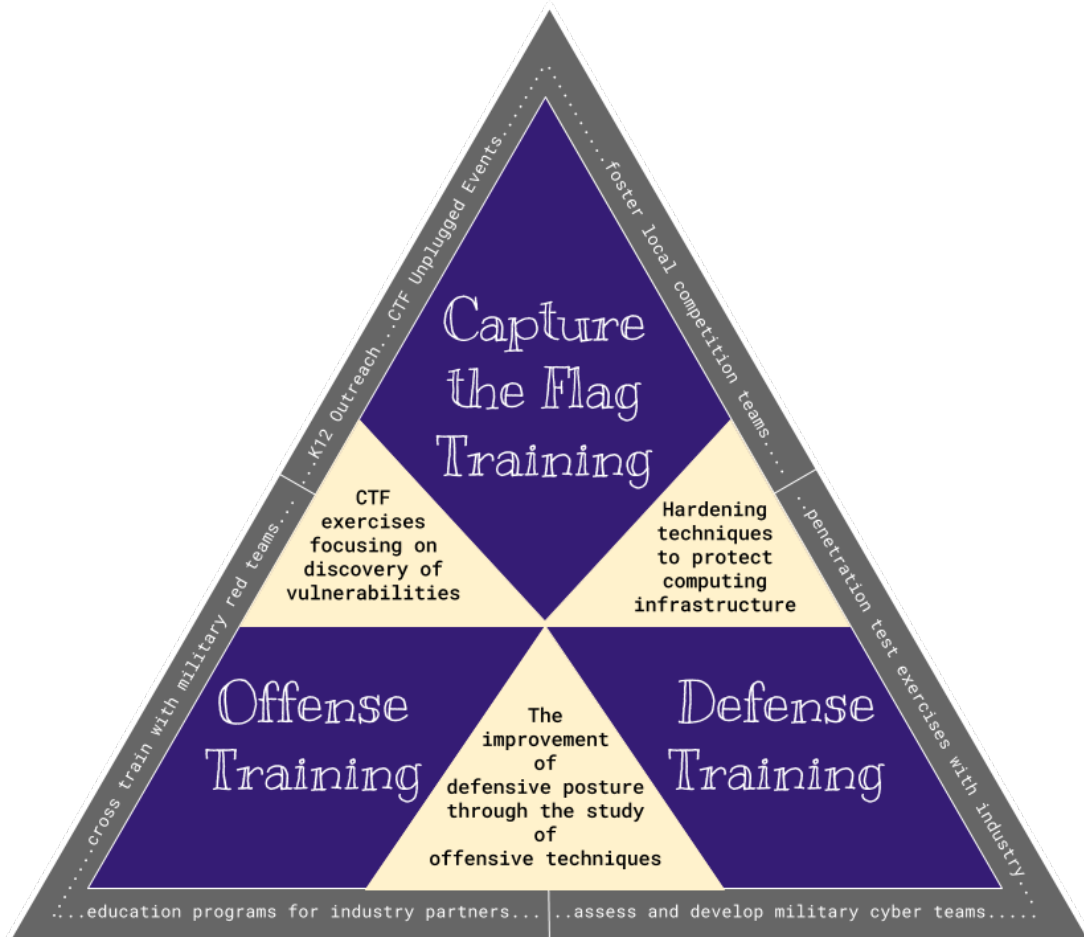 ...K12 Outreach...CTF Unplugged Events.........
.........foster local competition teams.....
Capture
the Flag
Training
CTF
exercises
focusing on
discovery of
vulnerabilities
Hardening
techniques
to protect
computing
infrastructure
......cross train with military red teams...
..penetration test exercises with industry....
Offense
Training
The
improvement
of
defensive posture
through the study
of
offensive techniques
Defense
Training
....education programs for industry partners...
..assess and develop military cyber teams.....